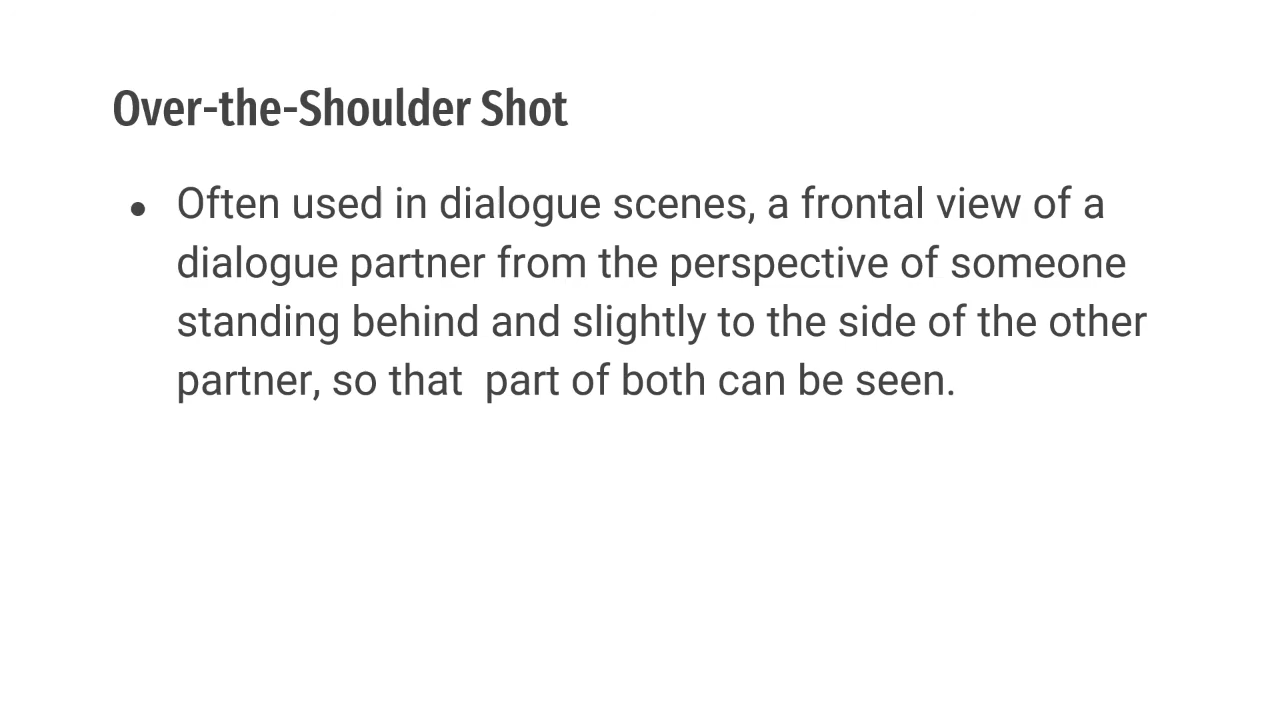 Over-the-Shoulder Shot
● Often used in dialogue scenes, a frontal view of a
dialogue partner from the perspective of someone
standing behind and slightly to the side of the other
partner, so that  part of both can be seen.